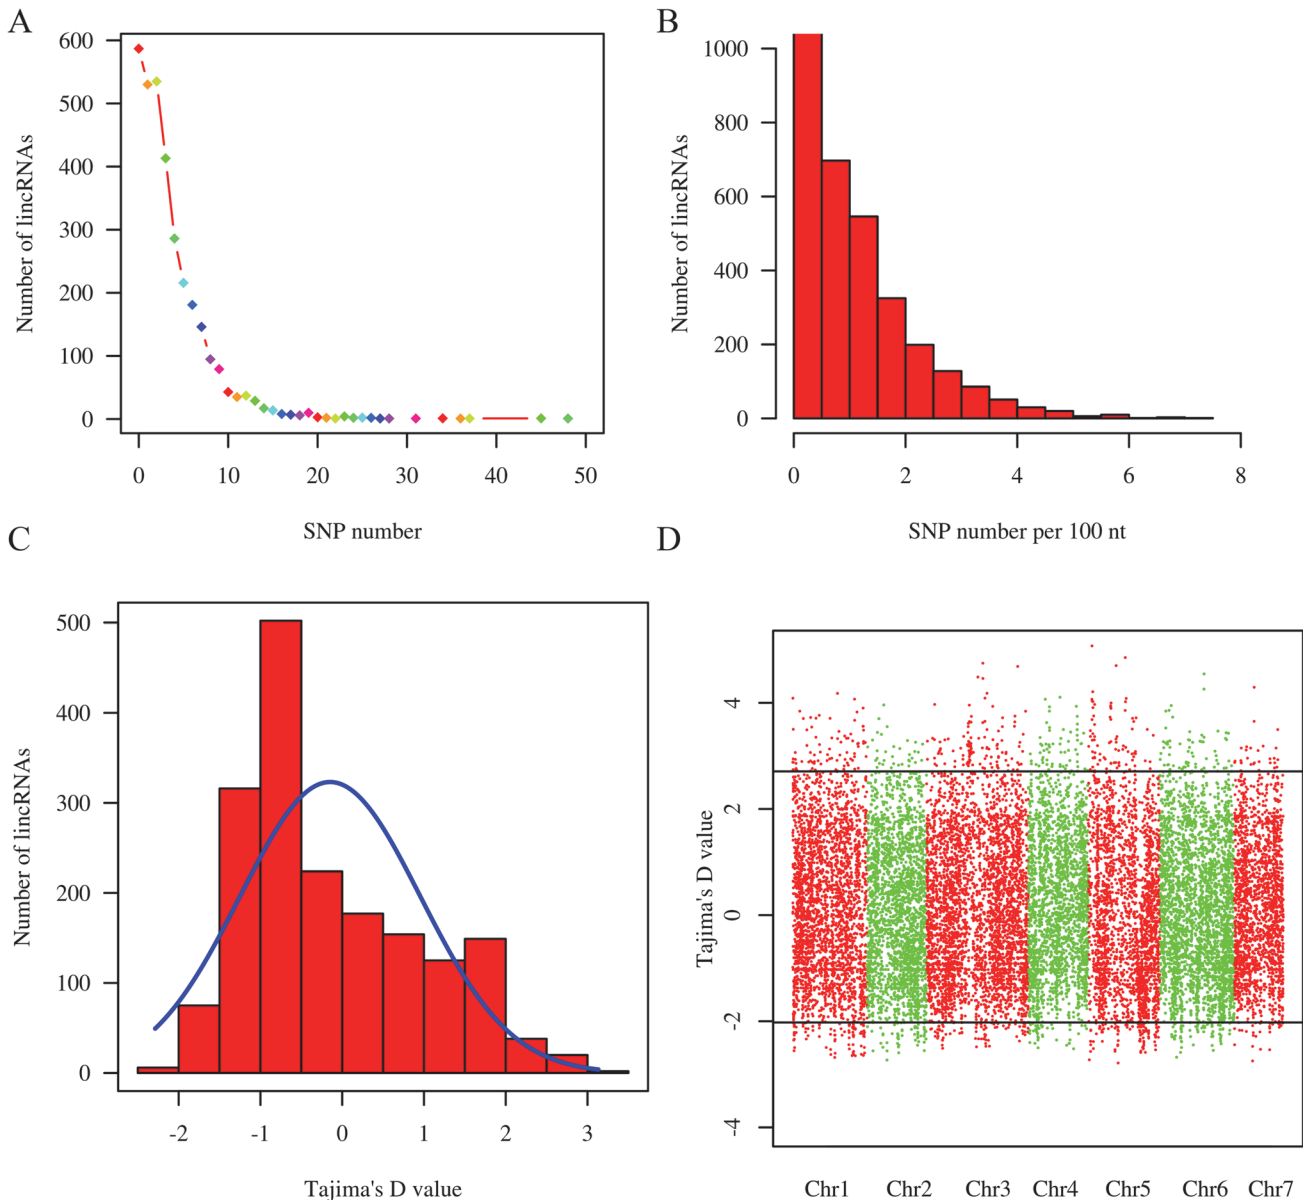 A
Number of lincRNAs
600
500
400
300
200
100
0
0 10 20 30 40 50
SNP number
B
Number of lincRNAs
1000
800
600
400
200
0
0 2 4 6 8
SNP number per 100 nt
C
Number of lincRNAs
500
400
300
200
100
0
-2 -1 0 1 2 3
Tajima's D value
D
Tajima's D value
4
2
0
-2
-4
Chr1 Chr2 Chr3 Chr4 Chr5 Chr6 Chr7